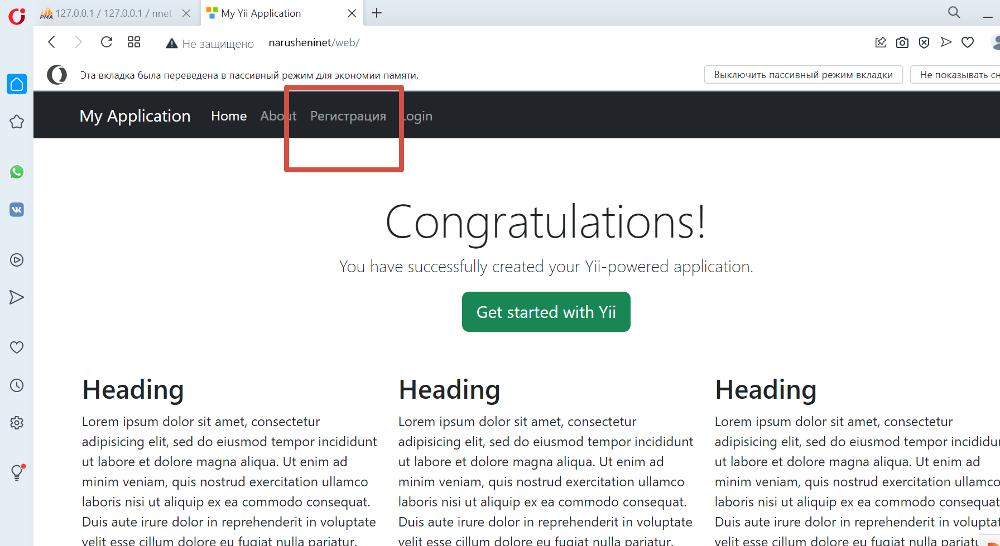 127.0.0.1 / 127.0.0.1 / nnet
My Yii Application
Не защищено
narusheninet/web/
Эта вкладка была переведена в пассивный режим для экономии памяти.
Выключить пассивный режим вкладки
Не показывать
My Application
Home
About
Регистрация
Login
Congratulations!
You have successfully created your Yii-powered application.
Get started with Yii
Heading
Lorem ipsum dolor sit amet, consectetur
adipisicing elit, sed do eiusmod tempor incididunt
ut labore et dolore magna aliqua. Ut enim ad
minim veniam, quis nostrud exercitation ullamco
laboris nisi ut aliquip ex ea commodo consequat.
Duis aute irure dolor in reprehenderit in voluptate
velit esse cillum dolore eu fugiat nulla pariatur.
Heading
Lorem ipsum dolor sit amet, consectetur
adipisicing elit, sed do eiusmod tempor incididunt
ut labore et dolore magna aliqua. Ut enim ad
minim veniam, quis nostrud exercitation ullamco
laboris nisi ut aliquip ex ea commodo consequat.
Duis aute irure dolor in reprehenderit in voluptate
velit esse cillum dolore eu fugiat nulla pariatur.
Heading
Lorem ipsum dolor sit amet, consectetur
adipisicing elit, sed do eiusmod tempor
ut labore et dolore magna aliqua. Ut enim ad
minim veniam, quis nostrud exercitation ullamco
laboris nisi ut aliquip ex ea commodo
Duis aute irure dolor in reprehenderit in
velit esse cillum dolore eu fugiat nulla